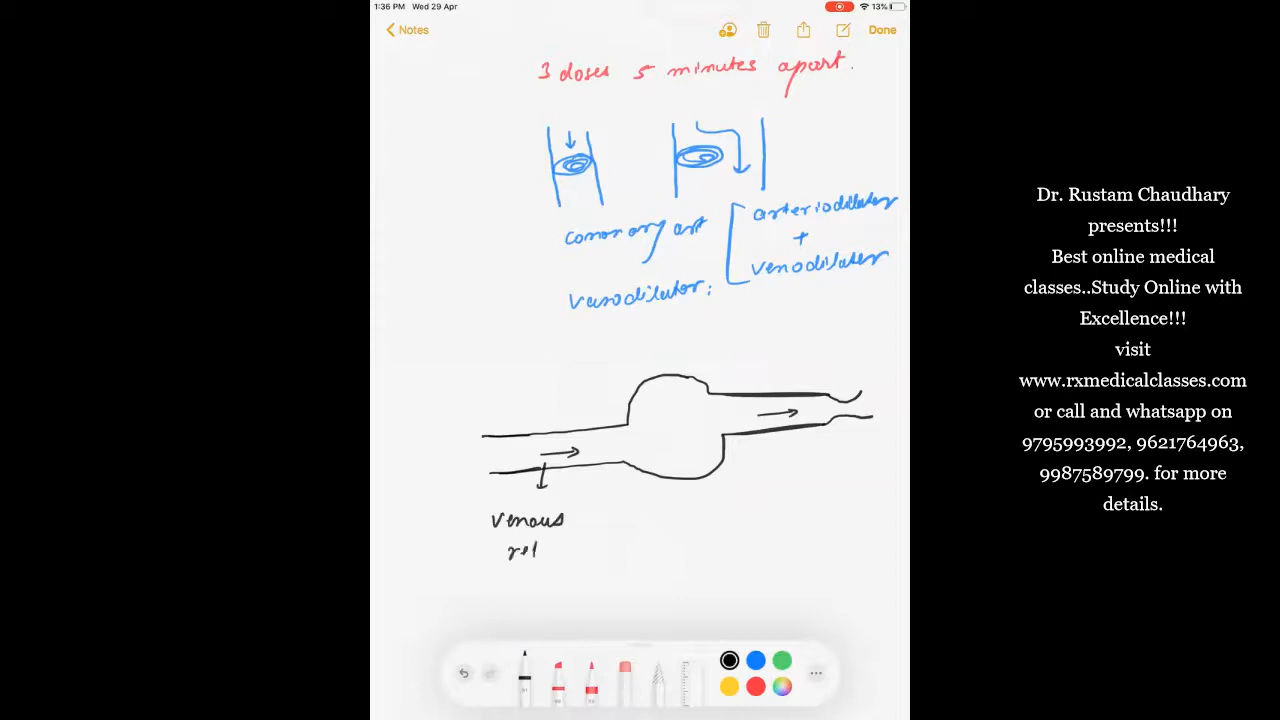 1:36 PM Wed 29 Apr
13%
Notes
Done
3 doses 5 minutes apart.
coronary art
vasodilator:
arteriodilator
+
venodilator
venous
ret
Dr. Rustam Chaudhary
presents!!!
Best online medical
classes..Study Online with
Excellence!!!
visit
www.rxmedicalclasses.com
or call and whatsapp on
9795993992, 9621764963,
9987589799. for more
details.